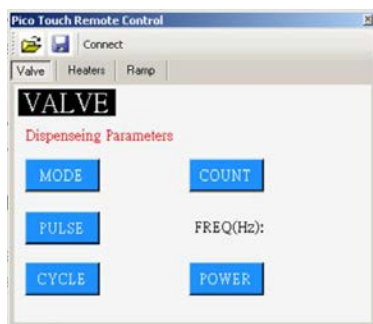 Pico Touch Remote Control
Connect
Valve Heaters Ramp
VALVE
Dispenseing Parameters
MODE COUNT
PULSE FREQ(Hz):
CYCLE POWER